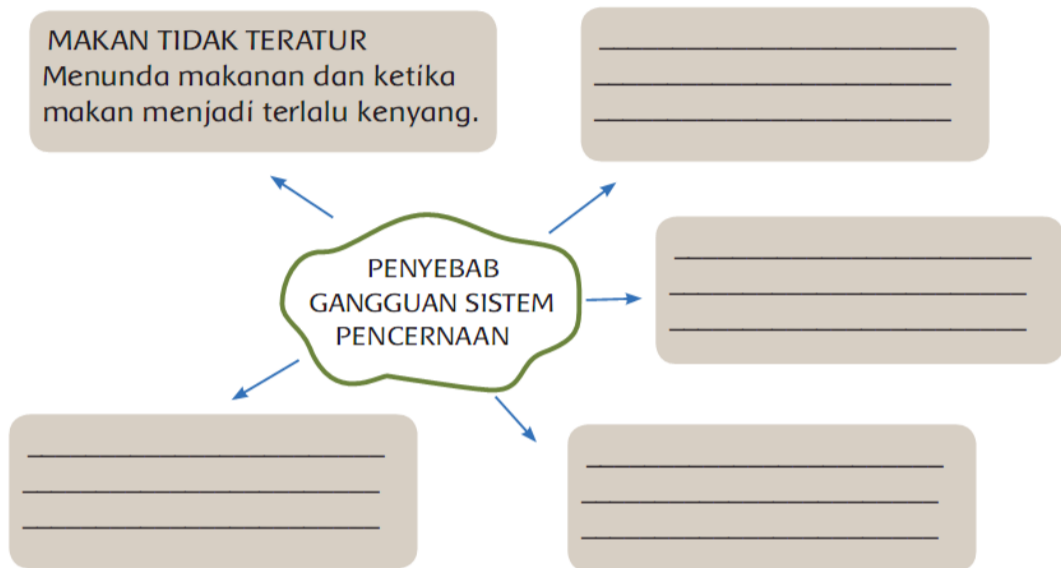 MAKAN TIDAK TERATUR
Menunda makanan dan ketika
makan menjadi terlalu kenyang.
PENYEBAB
GANGGUAN SISTEM
PENCERNAAN